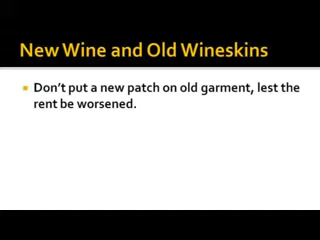 New Wine and Old Wineskins
Don’t put a new patch on old garment, lest the
rent be worsened.